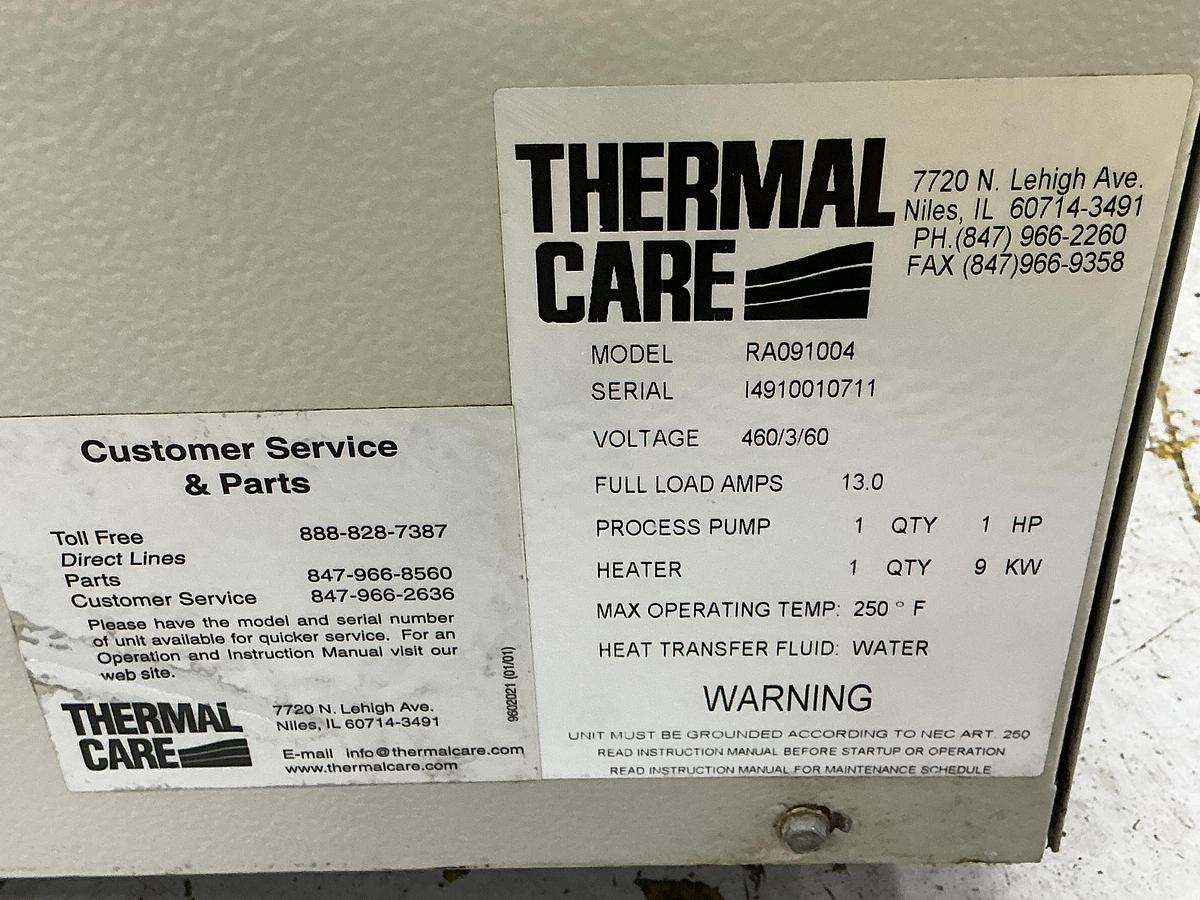 THERMAL
CARE
7720 N. Lehigh Ave.
Niles, IL 60714-3491
PH.(847) 966-2260
FAX (847)966-9358
MODEL RA091004
SERIAL I4910010711
VOLTAGE 460/3/60
FULL LOAD AMPS 13.0
PROCESS PUMP 1 QTY 1 HP
HEATER 1 QTY 9 KW
MAX OPERATING TEMP: 250 ° F
HEAT TRANSFER FLUID: WATER
WARNING
UNIT MUST BE GROUNDED ACCORDING TO NEC ART. 250
READ INSTRUCTION MANUAL BEFORE STARTUP OR OPERATION
READ INSTRUCTION MANUAL FOR MAINTENANCE SCHEDULE
Customer Service
& Parts
Toll Free 888-828-7387
Direct Lines
Parts 847-966-8560
Customer Service 847-966-2636
Please have the model and serial number
of unit available for quicker service. For an
Operation and Instruction Manual visit our
web site.
THERMAL
CARE
7720 N. Lehigh Ave.
Niles, IL 60714-3491
E-mail info@thermalcare.com
www.thermalcare.com
9602021 (01/01)